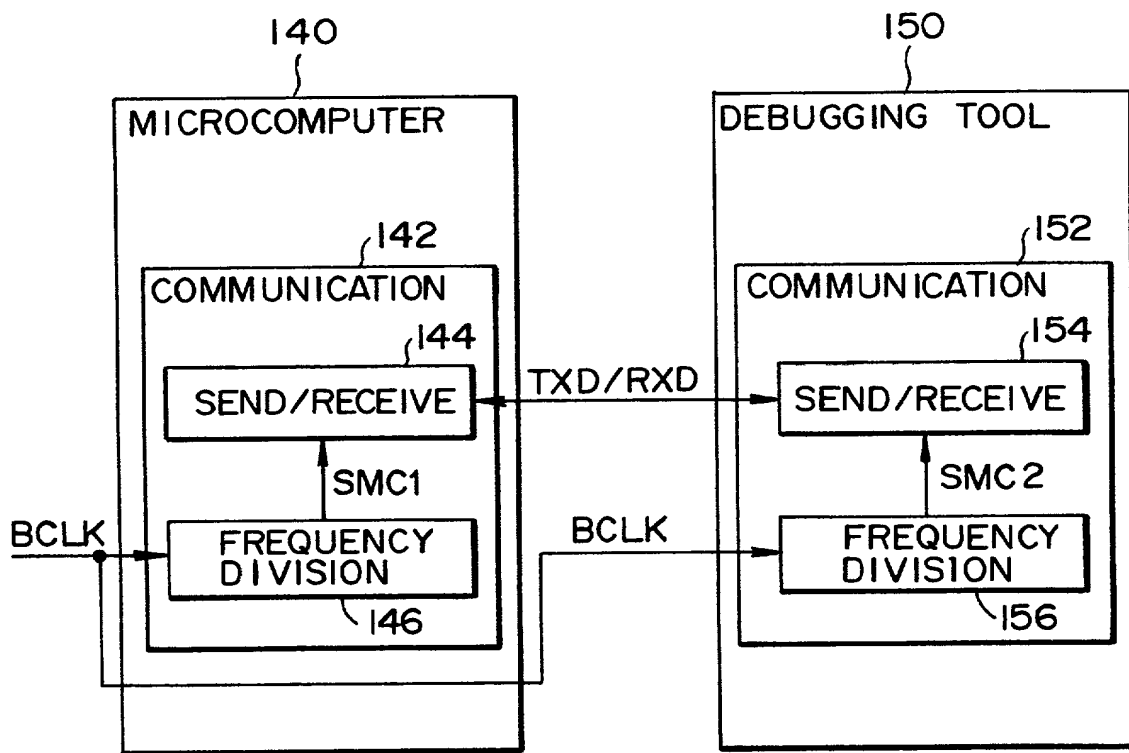 140
150
MICROCOMPUTER
DEBUGGING TOOL
142
152
COMMUNICATION
COMMUNICATION
144
154
SEND/RECEIVE
TXD/RXD
SEND/RECEIVE
SMC1
SMC2
BCLK
FREQUENCY
DIVISION
BCLK
FREQUENCY
DIVISION
146
156